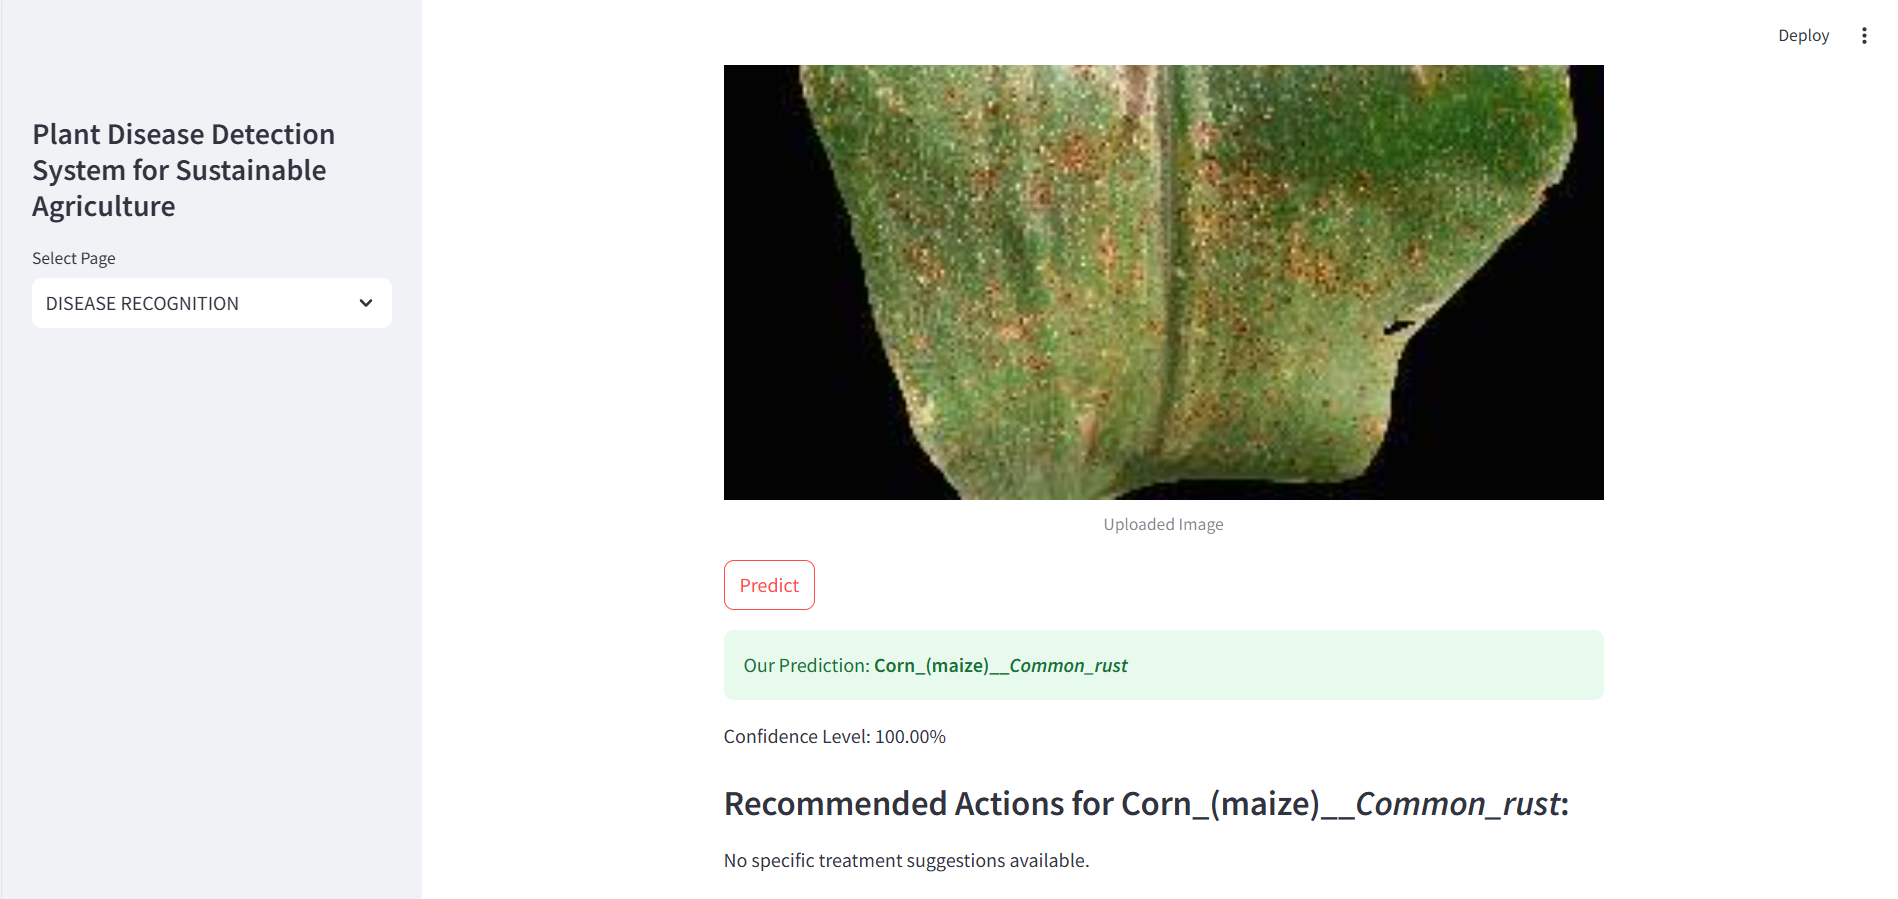 Deploy
Plant Disease Detection
System for Sustainable
Agriculture
Select Page
DISEASE RECOGNITION
Uploaded Image
Predict
Our Prediction: Corn_(maize)__Common_rust
Confidence Level: 100.00%
Recommended Actions for Corn_(maize)__Common_rust:
No specific treatment suggestions available.